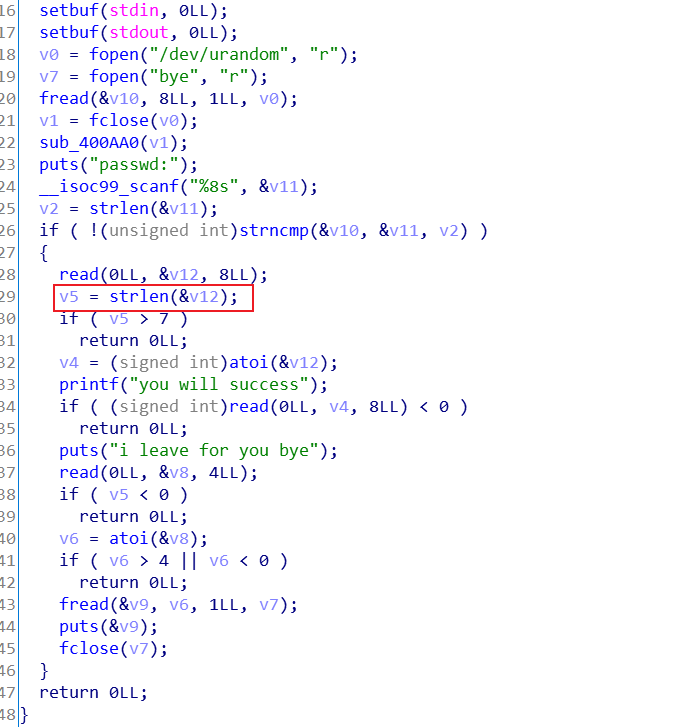 16   setbuf(stdin, 0LL);
17   setbuf(stdout, 0LL);
18   v0 = fopen("/dev/urandom", "r");
19   v7 = fopen("bye", "r");
20   fread(&v10, 8LL, 1LL, v0);
21   v1 = fclose(v0);
22   sub_400AA0(v1);
23   puts("passwd:");
24   __isoc99_scanf("%8s", &v11);
25   v2 = strlen(&v11);
26   if ( !(unsigned int)strncmp(&v10, &v11, v2) )
27   {
28     read(0LL, &v12, 8LL);
29     v5 = strlen(&v12);
30     if ( v5 > 7 )
31       return 0LL;
32     v4 = (signed int)atoi(&v12);
33     printf("you will success");
34     if ( (signed int)read(0LL, v4, 8LL) < 0 )
35       return 0LL;
36     puts("i leave for you bye");
37     read(0LL, &v8, 4LL);
38     if ( v5 < 0 )
39       return 0LL;
40     v6 = atoi(&v8);
41     if ( v6 > 4 || v6 < 0 )
42       return 0LL;
43     fread(&v9, v6, 1LL, v7);
44     puts(&v9);
45     fclose(v7);
46   }
47   return 0LL;
48 }